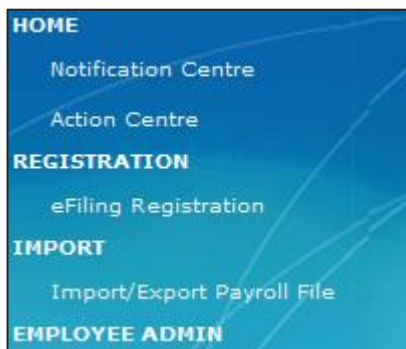 HOME
Notification Centre
Action Centre
REGISTRATION
eFiling Registration
IMPORT
Import/Export Payroll File
EMPLOYEE ADMIN